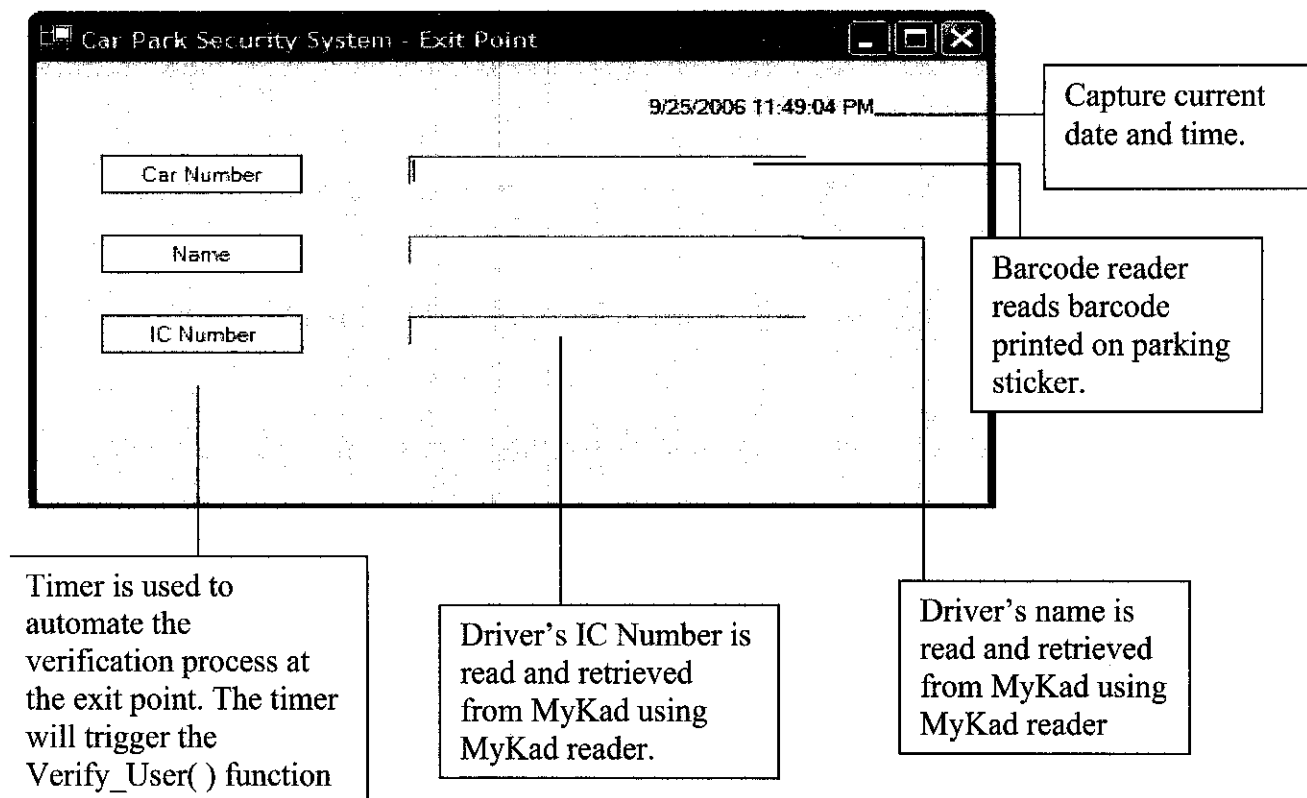 Car Park Security System - Exit Point
9/25/2006 11:49:04 PM
Capture current
date and time.
Car Number
Name
IC Number
Barcode reader
reads barcode
printed on parking
sticker.
Timer is used to
automate the
verification process at
the exit point. The timer
will trigger the
Verify_User( ) function
Driver's IC Number is
read and retrieved
from MyKad using
MyKad reader.
Driver's name is
read and retrieved
from MyKad using
MyKad reader